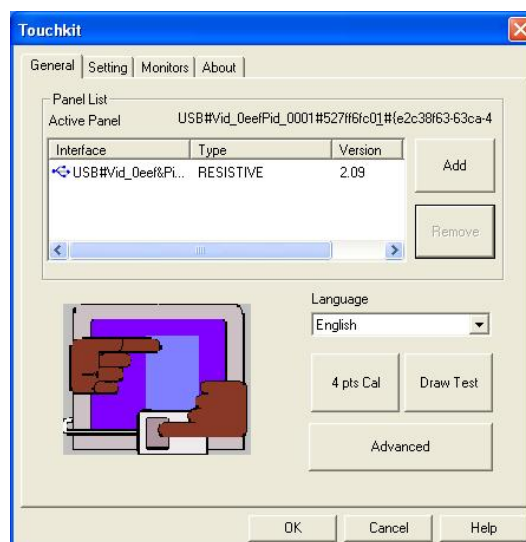 Touchkit
General Setting Monitors About
Panel List
Active Panel USB#Vid_0eefPid_0001#527ff6fc01#{e2c38f63-63ca-4
Interface Type Version
USB#Vid_0eef&Pi... RESISTIVE 2.09
Add
Remove
Language
English
4 pts Cal
Draw Test
Advanced
OK Cancel Help